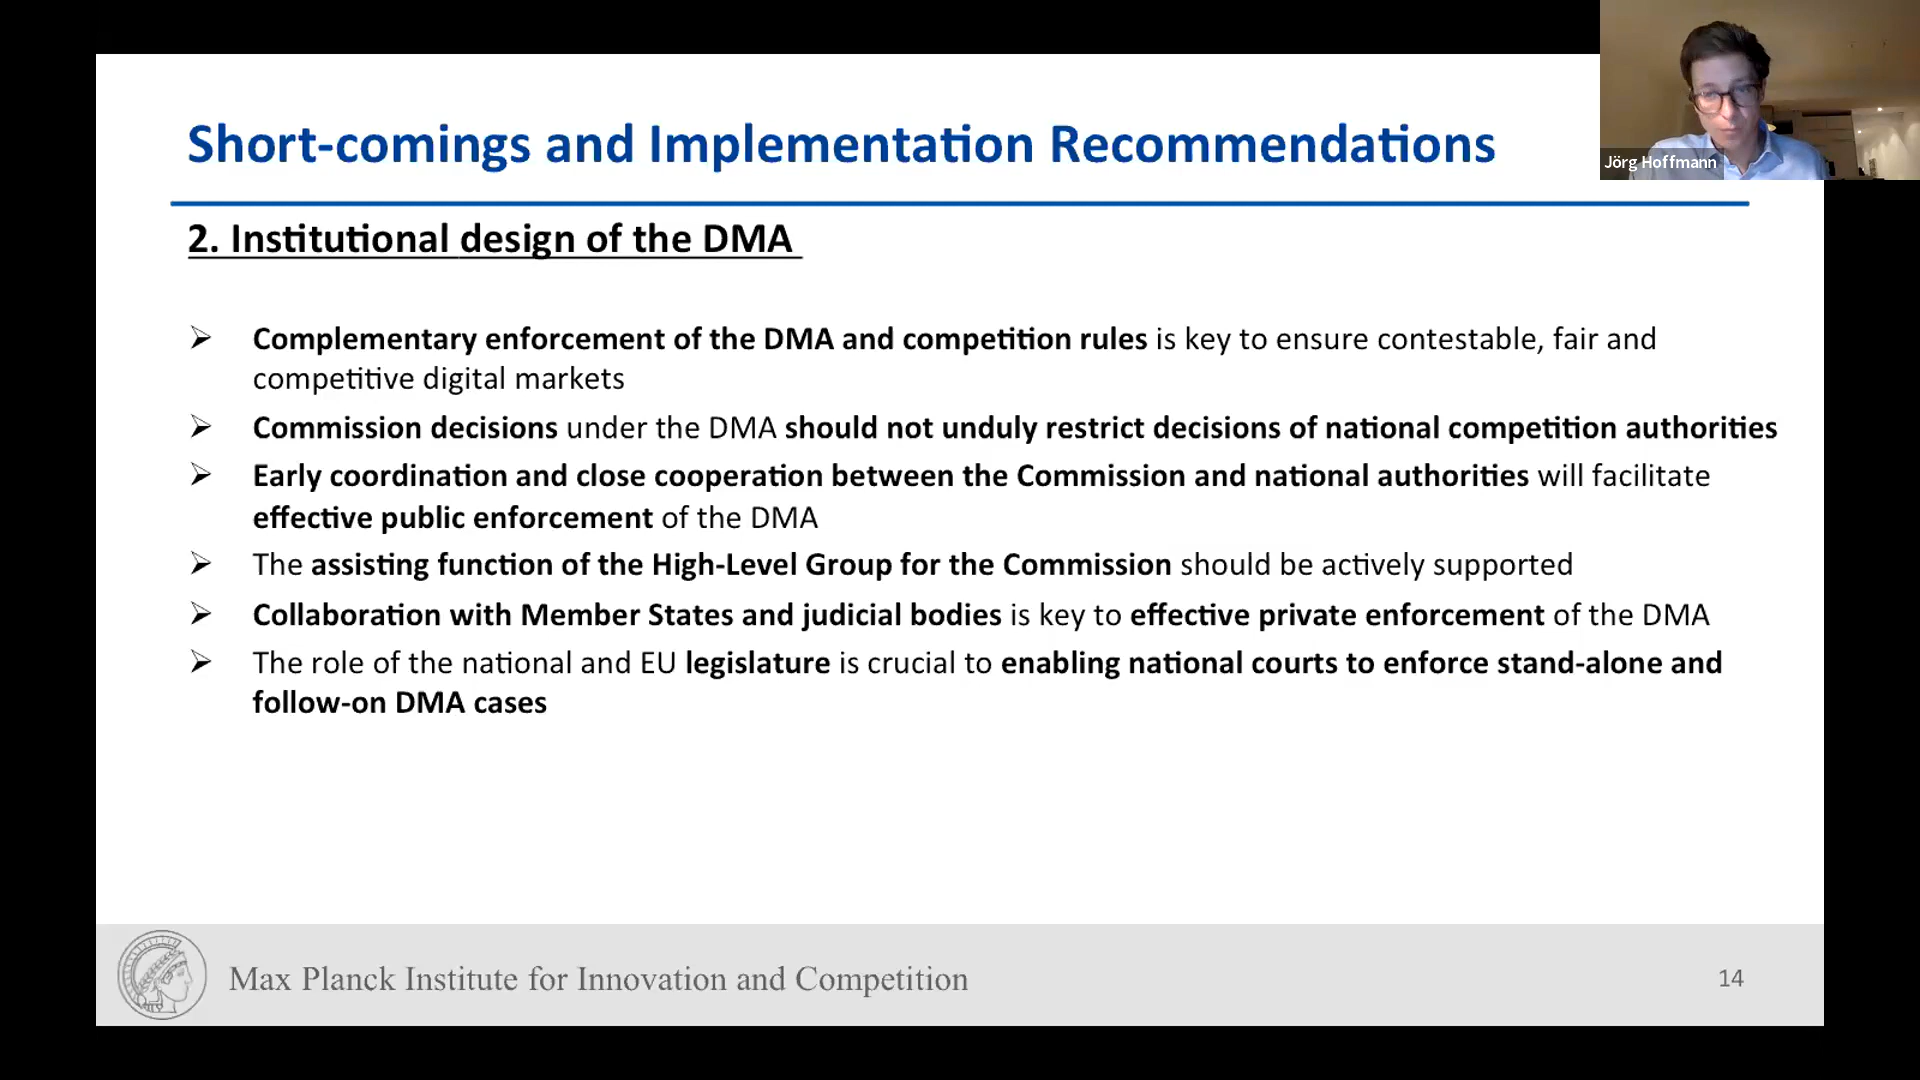 Short-comings and Implementation Recommendations
Jörg Hoffmann
2. Institutional design of the DMA
Complementary enforcement of the DMA and competition rules is key to ensure contestable, fair and
competitive digital markets
Commission decisions under the DMA should not unduly restrict decisions of national competition authorities
Early coordination and close cooperation between the Commission and national authorities will facilitate
effective public enforcement of the DMA
The assisting function of the High-Level Group for the Commission should be actively supported
Collaboration with Member States and judicial bodies is key to effective private enforcement of the DMA
The role of the national and EU legislature is crucial to enabling national courts to enforce stand-alone and
follow-on DMA cases
Max Planck Institute for Innovation and Competition
14